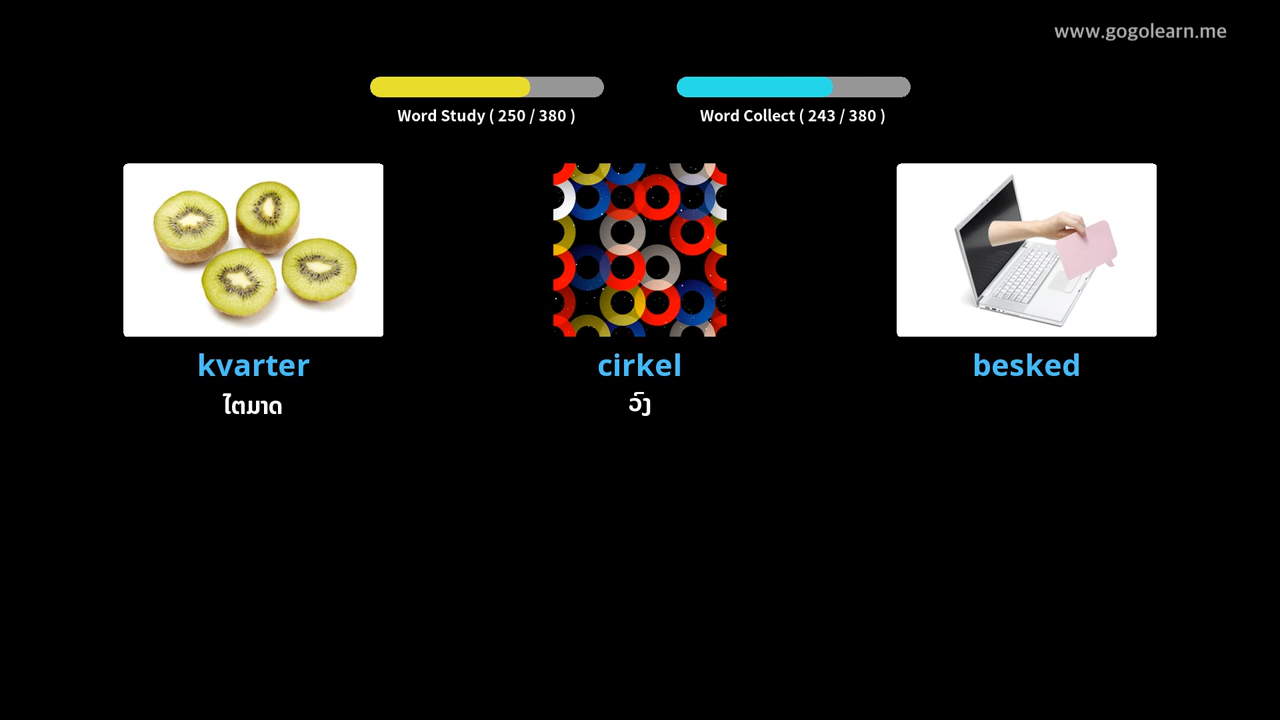 www.gogolearn.me
Word Study ( 250 / 380 )
Word Collect ( 243 / 380 )
kvarter
cirkel
besked
ໄຕມາດ
ວົງ